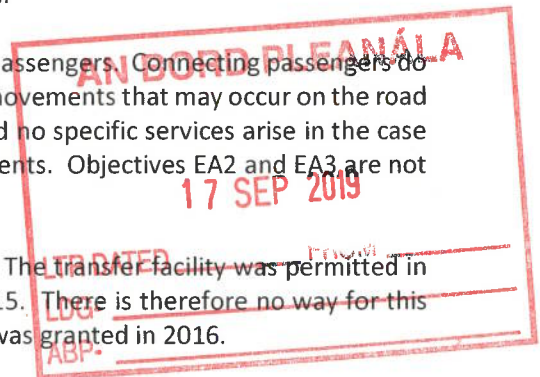 assengers. Connecting passengers do
AN BORD PLEANÁLA
movements that may occur on the road
d no specific services arise in the case
ents. Objectives EA2 and EA3 are not
17 SEP 2019
LTR DATED FROM
The transfer facility was permitted in
LDG-
15. There is therefore no way for this
was granted in 2016.
ABP-